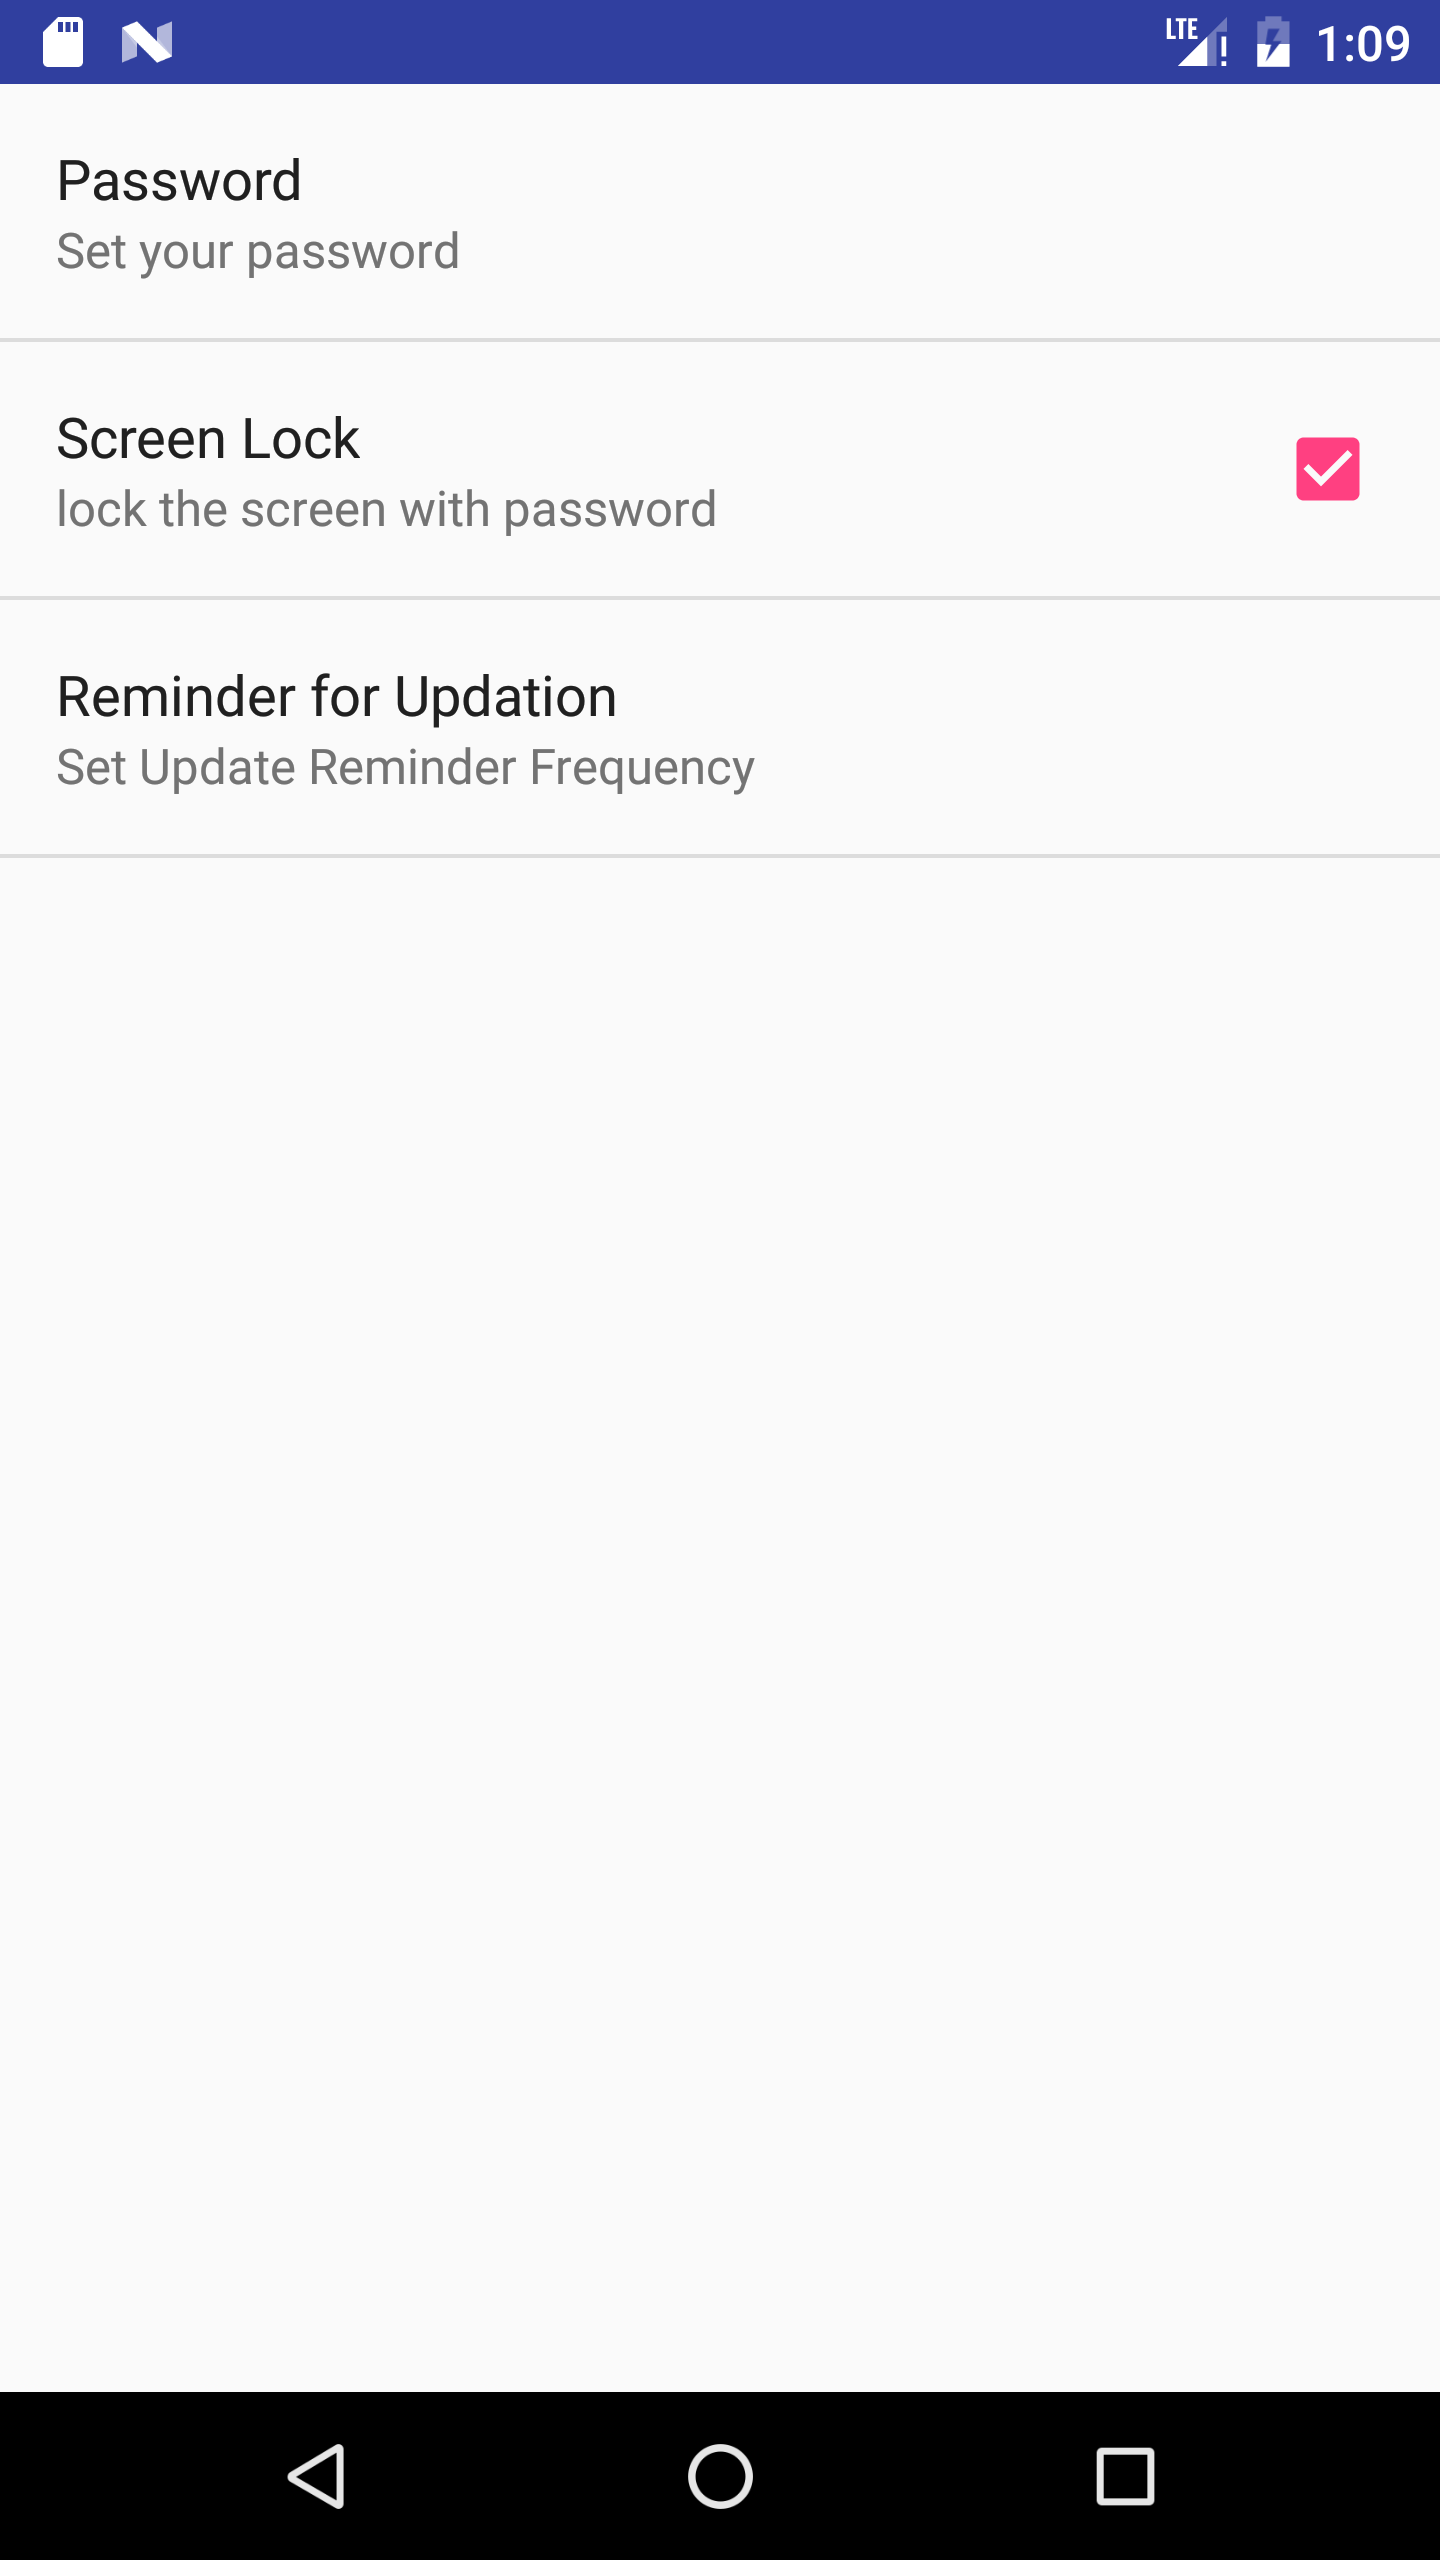 LTE 1:09
Password
Set your password
Screen Lock
lock the screen with password
Reminder for Updation
Set Update Reminder Frequency